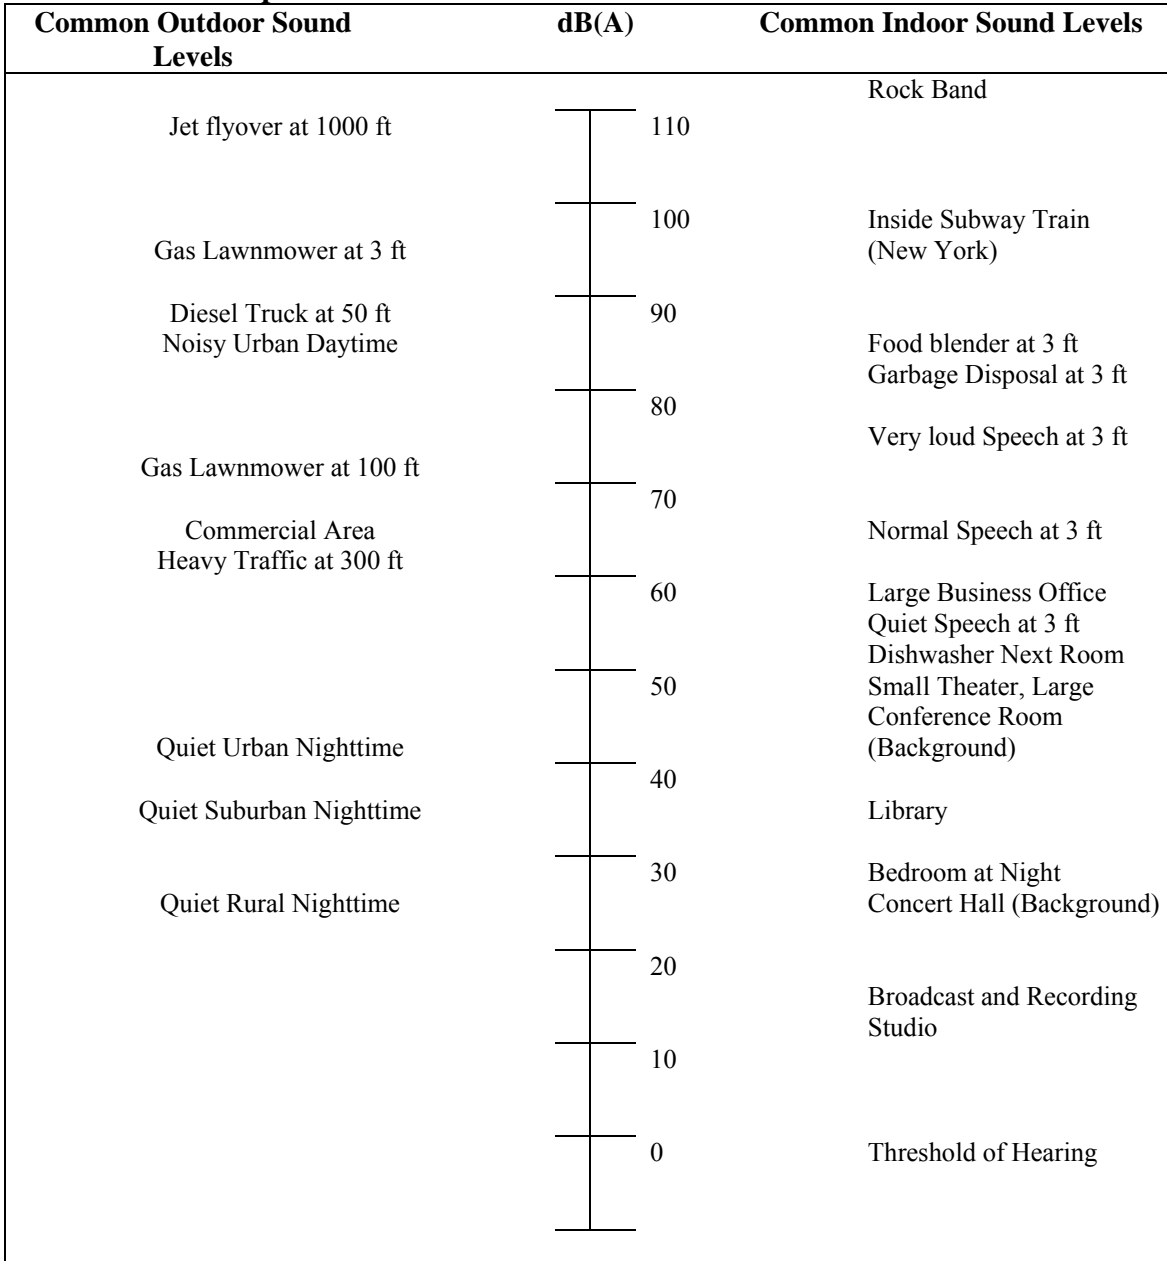 Common Outdoor Sound Levels dB(A) Common Indoor Sound Levels
Rock Band
Jet flyover at 1000 ft 110
100 Inside Subway Train
Gas Lawnmower at 3 ft (New York)
Diesel Truck at 50 ft 90
Noisy Urban Daytime Food blender at 3 ft
Garbage Disposal at 3 ft
80
Very loud Speech at 3 ft
Gas Lawnmower at 100 ft
70
Commercial Area Normal Speech at 3 ft
Heavy Traffic at 300 ft
60 Large Business Office
Quiet Speech at 3 ft
Dishwasher Next Room
50 Small Theater, Large
Conference Room
Quiet Urban Nighttime (Background)
40
Quiet Suburban Nighttime Library
30 Bedroom at Night
Quiet Rural Nighttime Concert Hall (Background)
20
Broadcast and Recording
Studio
10
0 Threshold of Hearing